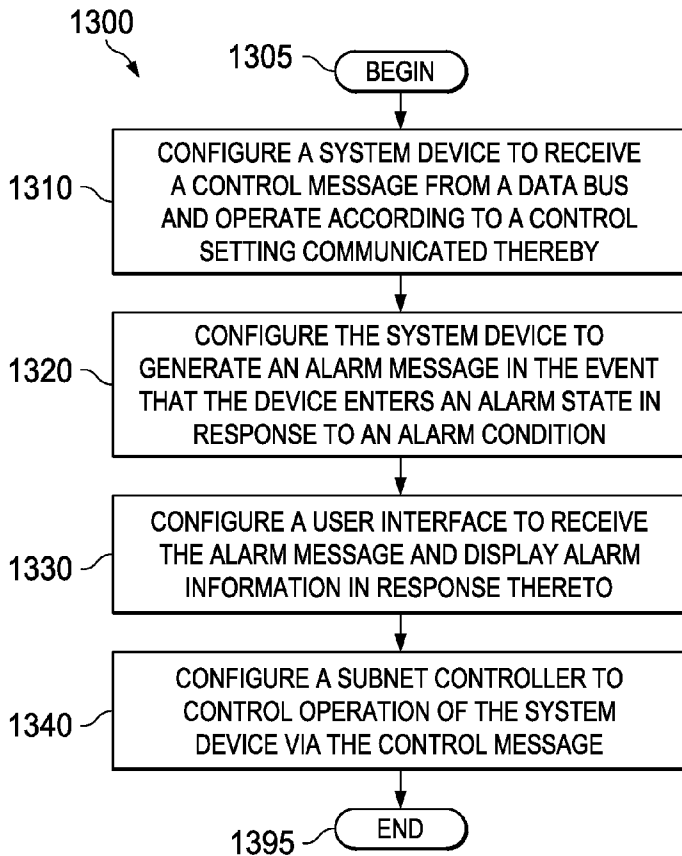 1300
1305
BEGIN
1310
CONFIGURE A SYSTEM DEVICE TO RECEIVE
A CONTROL MESSAGE FROM A DATA BUS
AND OPERATE ACCORDING TO A CONTROL
SETTING COMMUNICATED THEREBY
1320
CONFIGURE THE SYSTEM DEVICE TO
GENERATE AN ALARM MESSAGE IN THE EVENT
THAT THE DEVICE ENTERS AN ALARM STATE IN
RESPONSE TO AN ALARM CONDITION
1330
CONFIGURE A USER INTERFACE TO RECEIVE
THE ALARM MESSAGE AND DISPLAY ALARM
INFORMATION IN RESPONSE THERETO
1340
CONFIGURE A SUBNET CONTROLLER TO
CONTROL OPERATION OF THE SYSTEM
DEVICE VIA THE CONTROL MESSAGE
1395
END